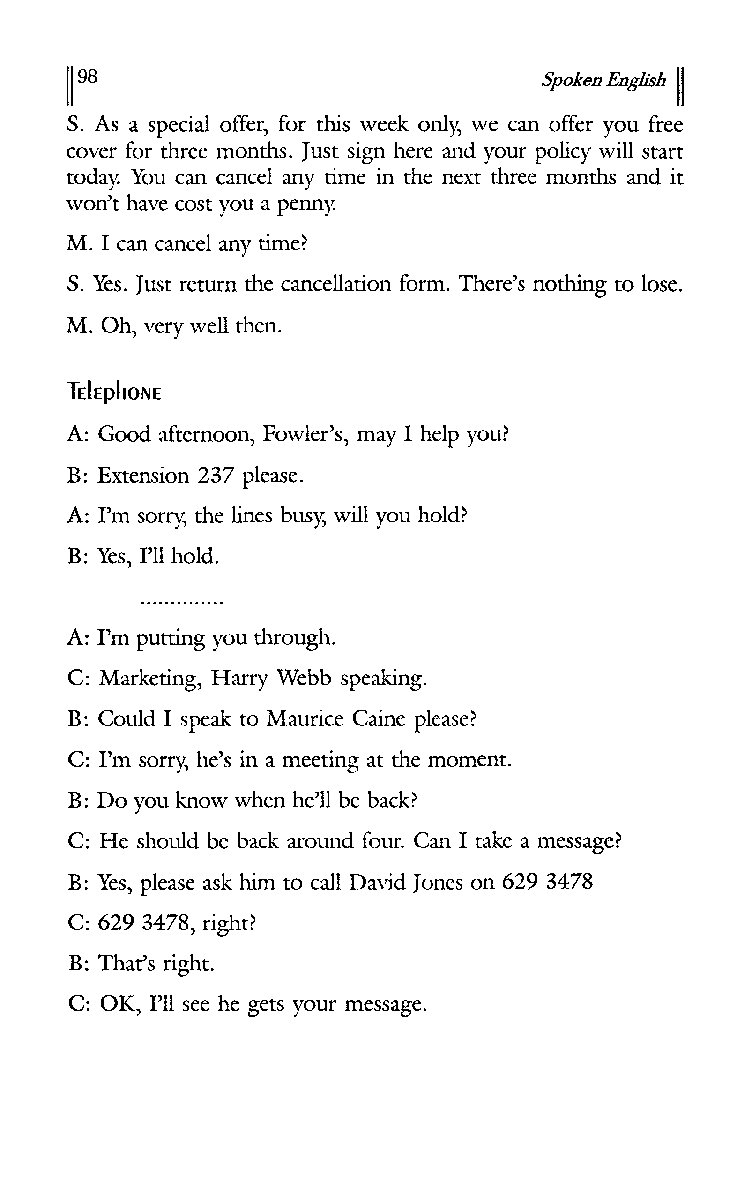 98 Spoken English
S. As a special offer, for this week only, we can offer you free
cover for three months. Just sign here and your policy will start
today. You can cancel any time in the next three months and it
won't have cost you a penny.
M. I can cancel any time?
S. Yes. Just return the cancellation form. There's nothing to lose.
M. Oh, very well then.
TElEphONE
A: Good afternoon, Fowler's, may I help you?
B: Extension 237 please.
A: I'm sorry, the lines busy, will you hold?
B: Yes, I'll hold.
..............
A: I'm putting you through.
C: Marketing, Harry Webb speaking.
B: Could I speak to Maurice Caine please?
C: I'm sorry, he's in a meeting at the moment.
B: Do you know when he'll be back?
C: He should be back around four. Can I take a message?
B: Yes, please ask him to call David Jones on 629 3478
C: 629 3478, right?
B: That's right.
C: OK, I'll see he gets your message.